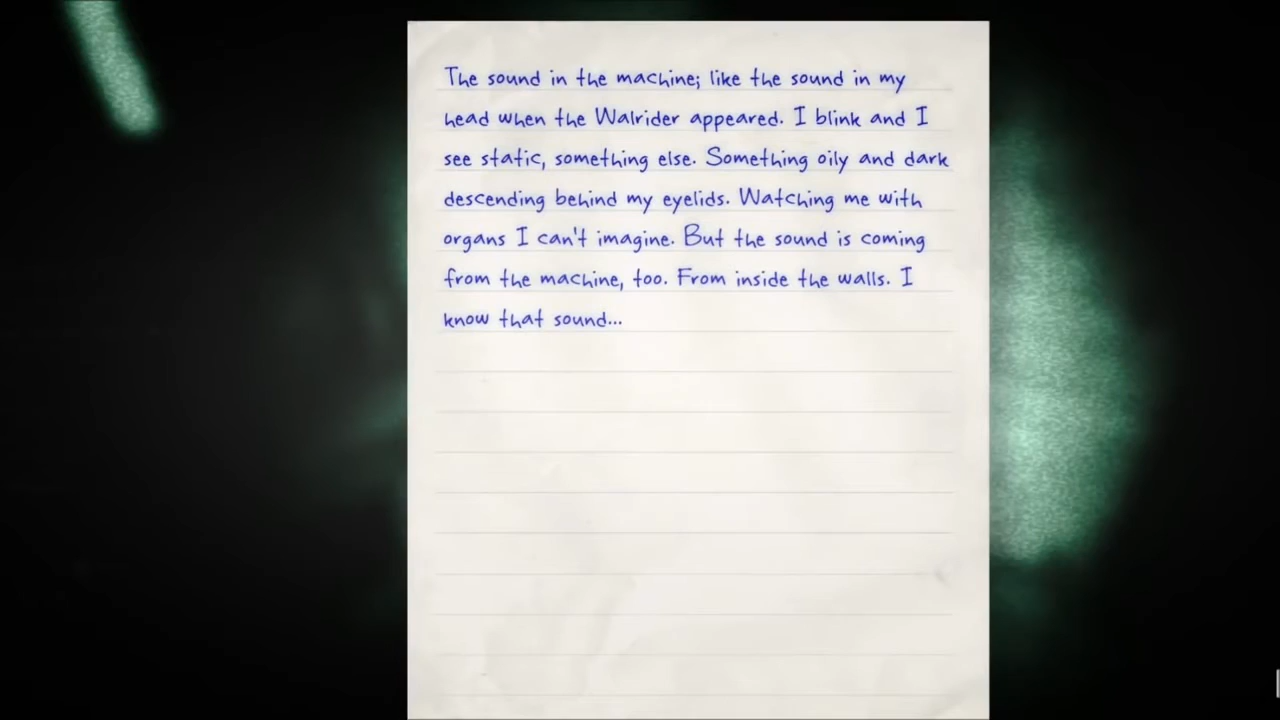 The sound in the machine; like the sound in my
head when the Walrider appeared. I blink and I
see static, something else. Something oily and dark
descending behind my eyelids. Watching me with
organs I can't imagine. But the sound is coming
from the machine, too. From inside the walls. I
know that sound...